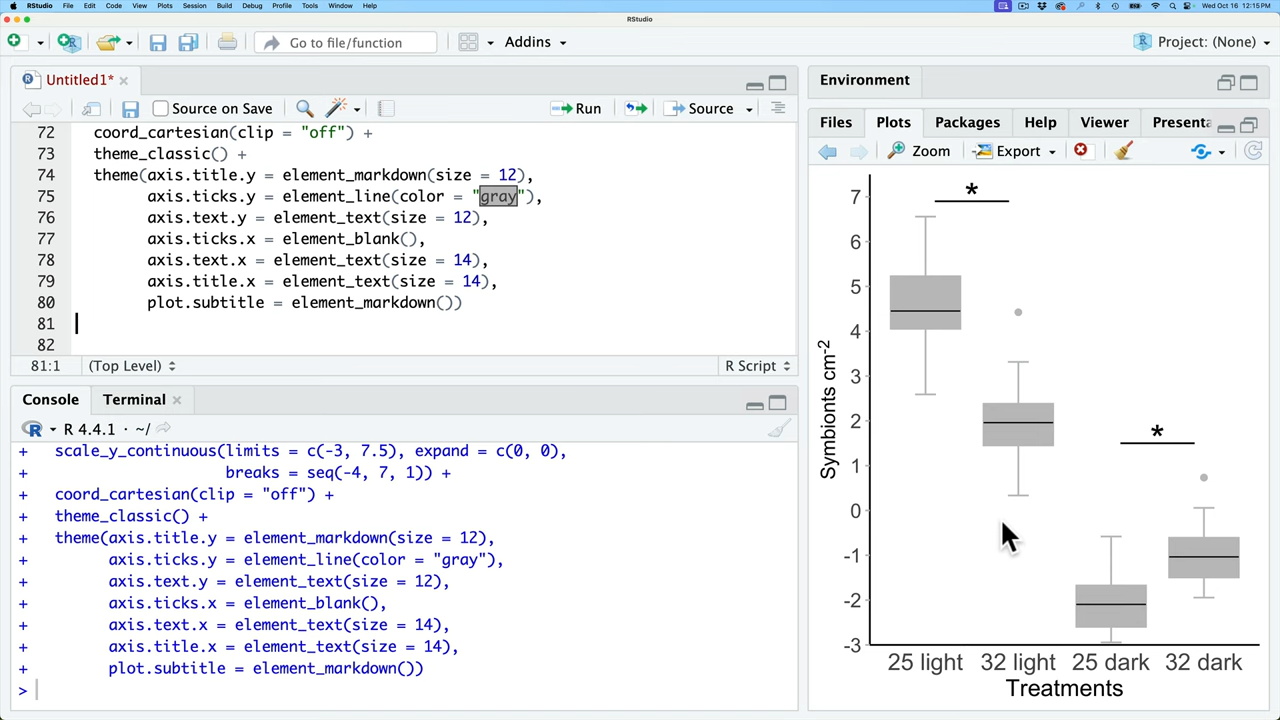 RStudio File Edit Code View Plots Session Build Debug Profile Tools Window Help Wed Oct 16 12:15 PM
RStudio
Go to file/function Addins Project: (None)
Untitled1*
Source on Save Run Source
72 coord_cartesian(clip = "off") +
73 theme_classic() +
74 theme(axis.title.y = element_markdown(size = 12),
75 axis.ticks.y = element_line(color = "gray"),
76 axis.text.y = element_text(size = 12),
77 axis.ticks.x = element_blank(),
78 axis.text.x = element_text(size = 14),
79 axis.title.x = element_text(size = 14),
80 plot.subtitle = element_markdown())
81
82
81:1 (Top Level) R Script
Console Terminal
R 4.4.1 · ~/
+ scale_y_continuous(limits = c(-3, 7.5), expand = c(0, 0),
+ breaks = seq(-4, 7, 1)) +
+ coord_cartesian(clip = "off") +
+ theme_classic() +
+ theme(axis.title.y = element_markdown(size = 12),
+ axis.ticks.y = element_line(color = "gray"),
+ axis.text.y = element_text(size = 12),
+ axis.ticks.x = element_blank(),
+ axis.text.x = element_text(size = 14),
+ axis.title.x = element_text(size = 14),
+ plot.subtitle = element_markdown())
>
Environment
Files Plots Packages Help Viewer Presenta
Zoom Export
*
*
7
6
5
4
3
2
1
0
-1
-2
-3
Symbionts cm-2
25 light 32 light 25 dark 32 dark
Treatments